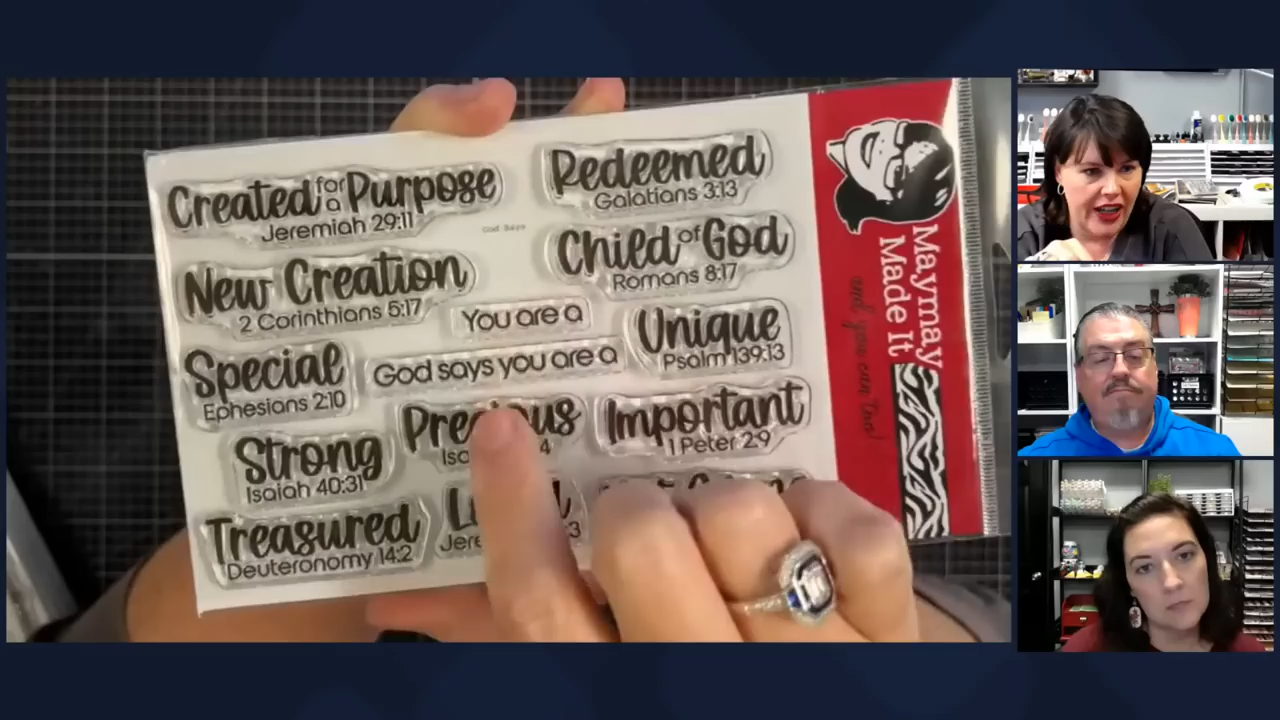 Created for a Purpose
Jeremiah 29:11
Redeemed
Galatians 3:13
God Says
New Creation
2 Corinthians 5:17
Child of God
Romans 8:17
You are a
Unique
Psalm 139:13
Special
Ephesians 2:10
God says you are a
Precious
Important
1 Peter 2:9
Strong
Isaiah 40:31
Treasured
Deuteronomy 14:2
Maymay
Made It
and you can too!